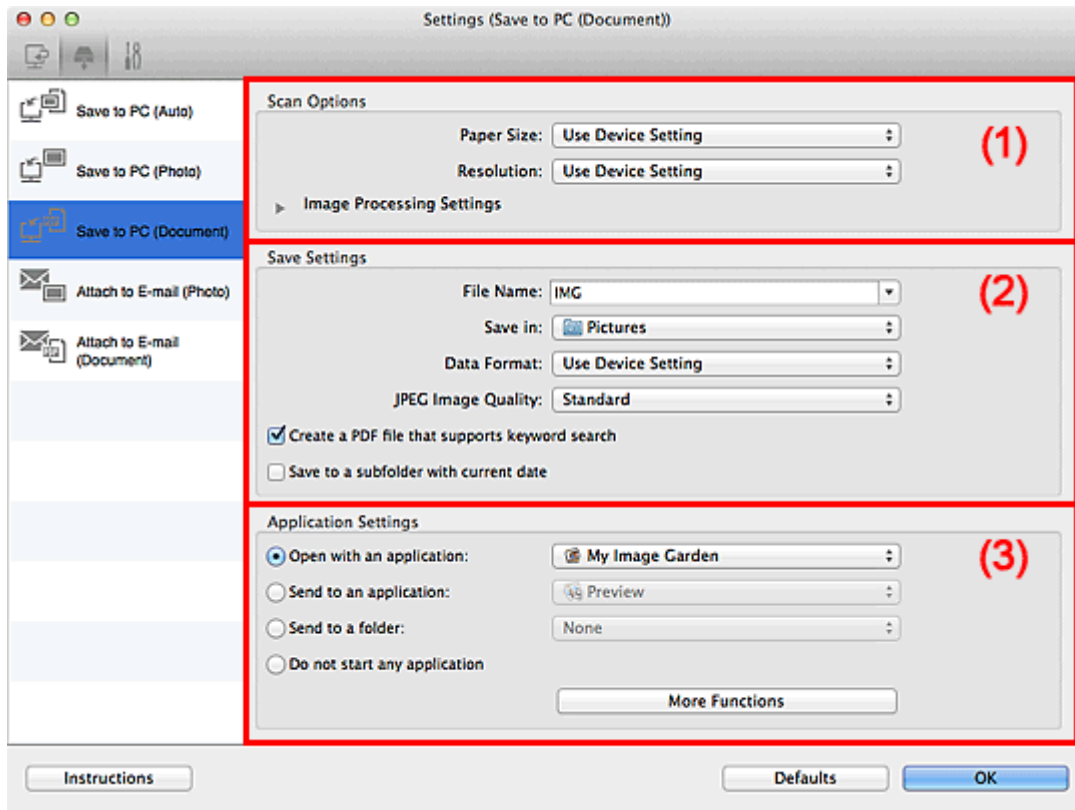 Settings (Save to PC (Document))
Save to PC (Auto)
Save to PC (Photo)
Save to PC (Document)
Attach to E-mail (Photo)
Attach to E-mail
(Document)
Scan Options
(1)
Paper Size: Use Device Setting
Resolution: Use Device Setting
Image Processing Settings
Save Settings
(2)
File Name: IMG
Save in: Pictures
Data Format: Use Device Setting
JPEG Image Quality: Standard
Create a PDF file that supports keyword search
Save to a subfolder with current date
Application Settings
(3)
Open with an application: My Image Garden
Send to an application: Preview
Send to a folder: None
Do not start any application
More Functions
Instructions Defaults OK